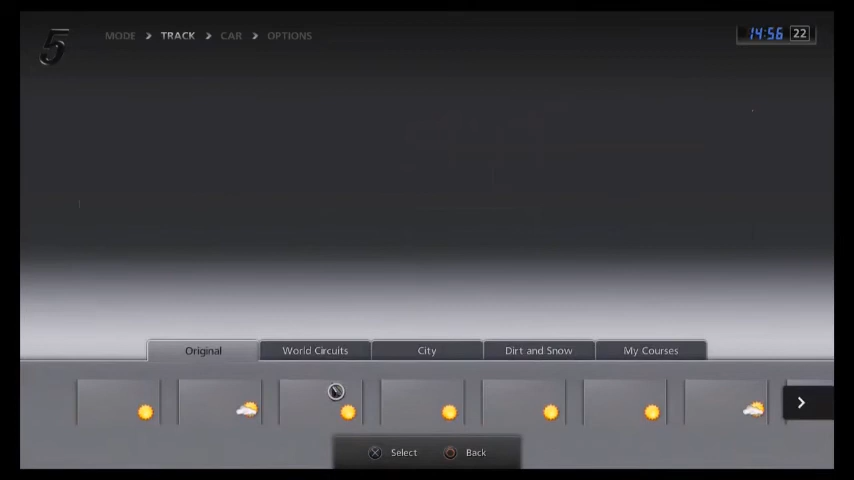 5
MODE > TRACK > CAR > OPTIONS
14:56 22
Original
World Circuits
City
Dirt and Snow
My Courses
Select
Back